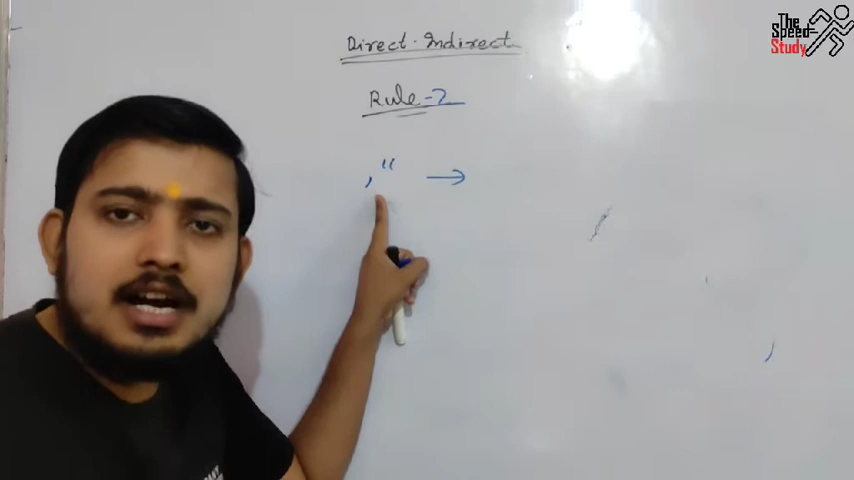 The
Speed
Study
Direct-Indirect
Rule-2
," →